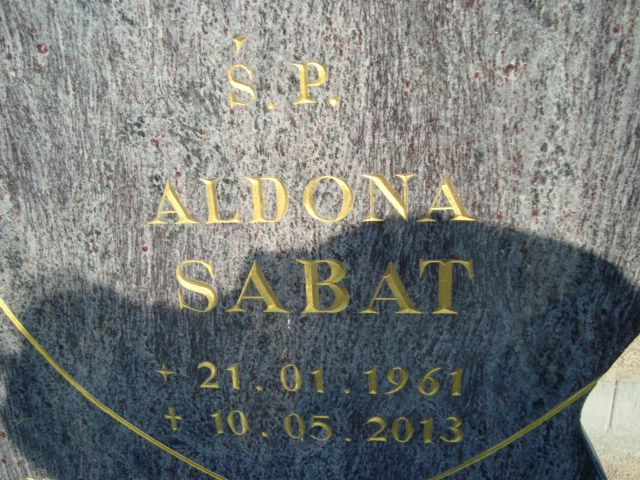 Ś.P.
ALDONA
SABAT
+ 21.01.1961
+ 10.05.2013